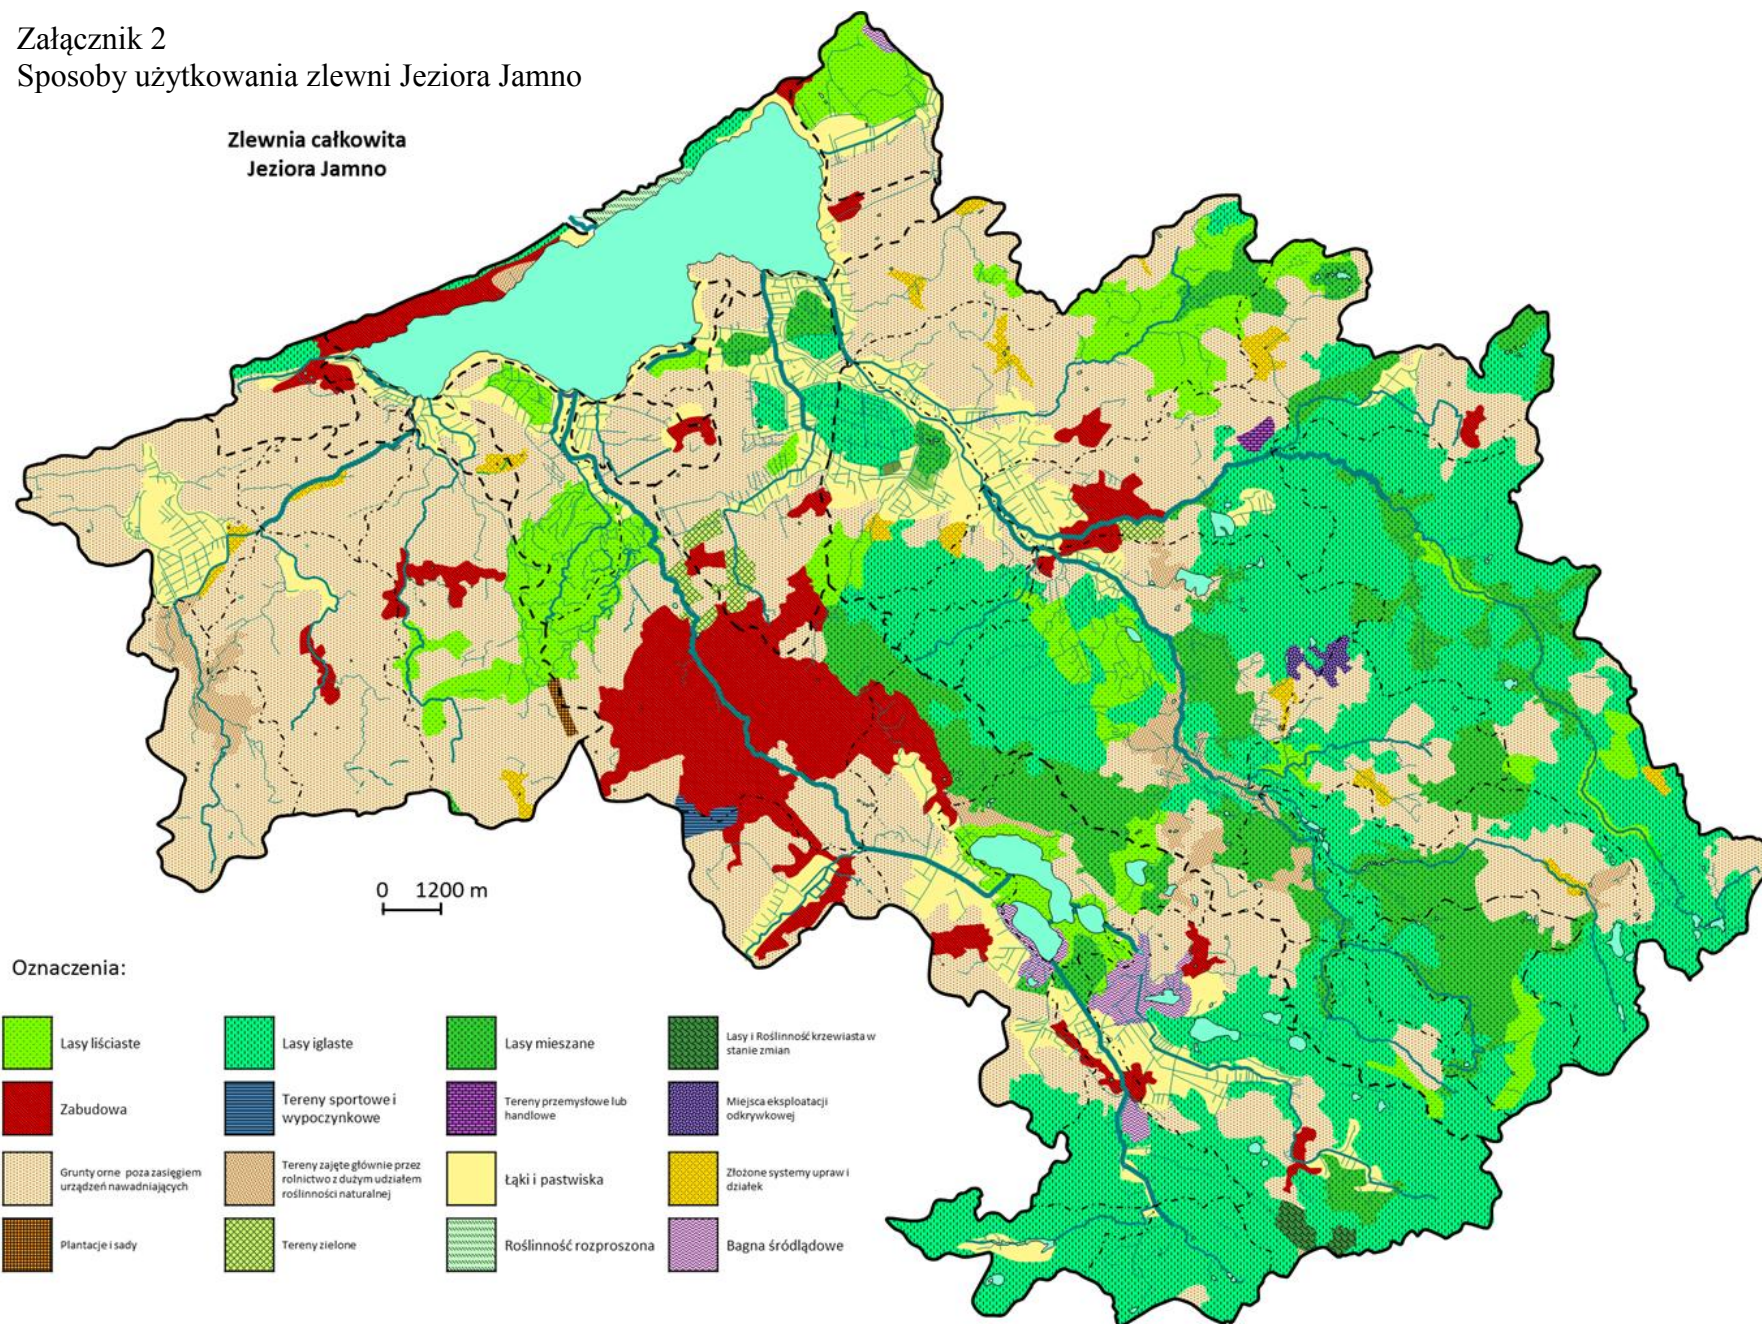 Załącznik 2
Sposoby użytkowania zlewni Jeziora Jamno
Zlewnia całkowita
Jeziora Jamno
0 1200 m
Oznaczenia:
Lasy liściaste
Lasy iglaste
Lasy mieszane
Lasy i Roślinność krzewiasta w
stanie zmian
Zabudowa
Tereny sportowe i
wypoczynkowe
Tereny przemysłowe lub
handlowe
Miejsca eksploatacji
odkrywkowej
Grunty orne poza zasięgiem
urządzeń nawadniających
Tereny zajęte głównie przez
rolnictwo z dużym udziałem
roślinności naturalnej
Łąki i pastwiska
Złożone systemy upraw i
działek
Plantacje i sady
Tereny zielone
Roślinność rozproszona
Bagna śródlądowe